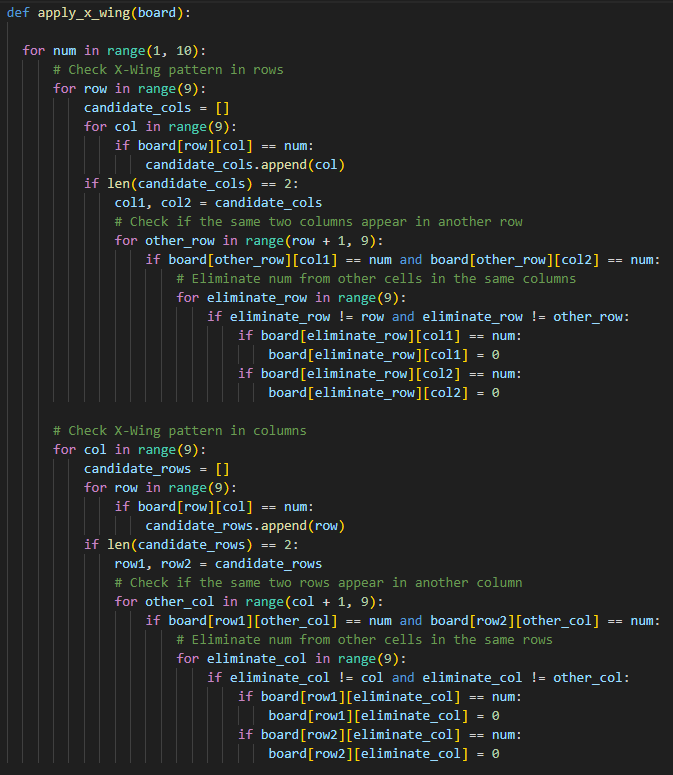 def apply_x_wing(board):

  for num in range(1, 10):
      # Check X-Wing pattern in rows
      for row in range(9):
          candidate_cols = []
          for col in range(9):
              if board[row][col] == num:
                  candidate_cols.append(col)
          if len(candidate_cols) == 2:
              col1, col2 = candidate_cols
              # Check if the same two columns appear in another row
              for other_row in range(row + 1, 9):
                  if board[other_row][col1] == num and board[other_row][col2] == num:
                      # Eliminate num from other cells in the same columns
                      for eliminate_row in range(9):
                          if eliminate_row != row and eliminate_row != other_row:
                              if board[eliminate_row][col1] == num:
                                  board[eliminate_row][col1] = 0
                              if board[eliminate_row][col2] == num:
                                  board[eliminate_row][col2] = 0

      # Check X-Wing pattern in columns
      for col in range(9):
          candidate_rows = []
          for row in range(9):
              if board[row][col] == num:
                  candidate_rows.append(row)
          if len(candidate_rows) == 2:
              row1, row2 = candidate_rows
              # Check if the same two rows appear in another column
              for other_col in range(col + 1, 9):
                  if board[row1][other_col] == num and board[row2][other_col] == num:
                      # Eliminate num from other cells in the same rows
                      for eliminate_col in range(9):
                          if eliminate_col != col and eliminate_col != other_col:
                              if board[row1][eliminate_col] == num:
                                  board[row1][eliminate_col] = 0
                              if board[row2][eliminate_col] == num:
                                  board[row2][eliminate_col] = 0